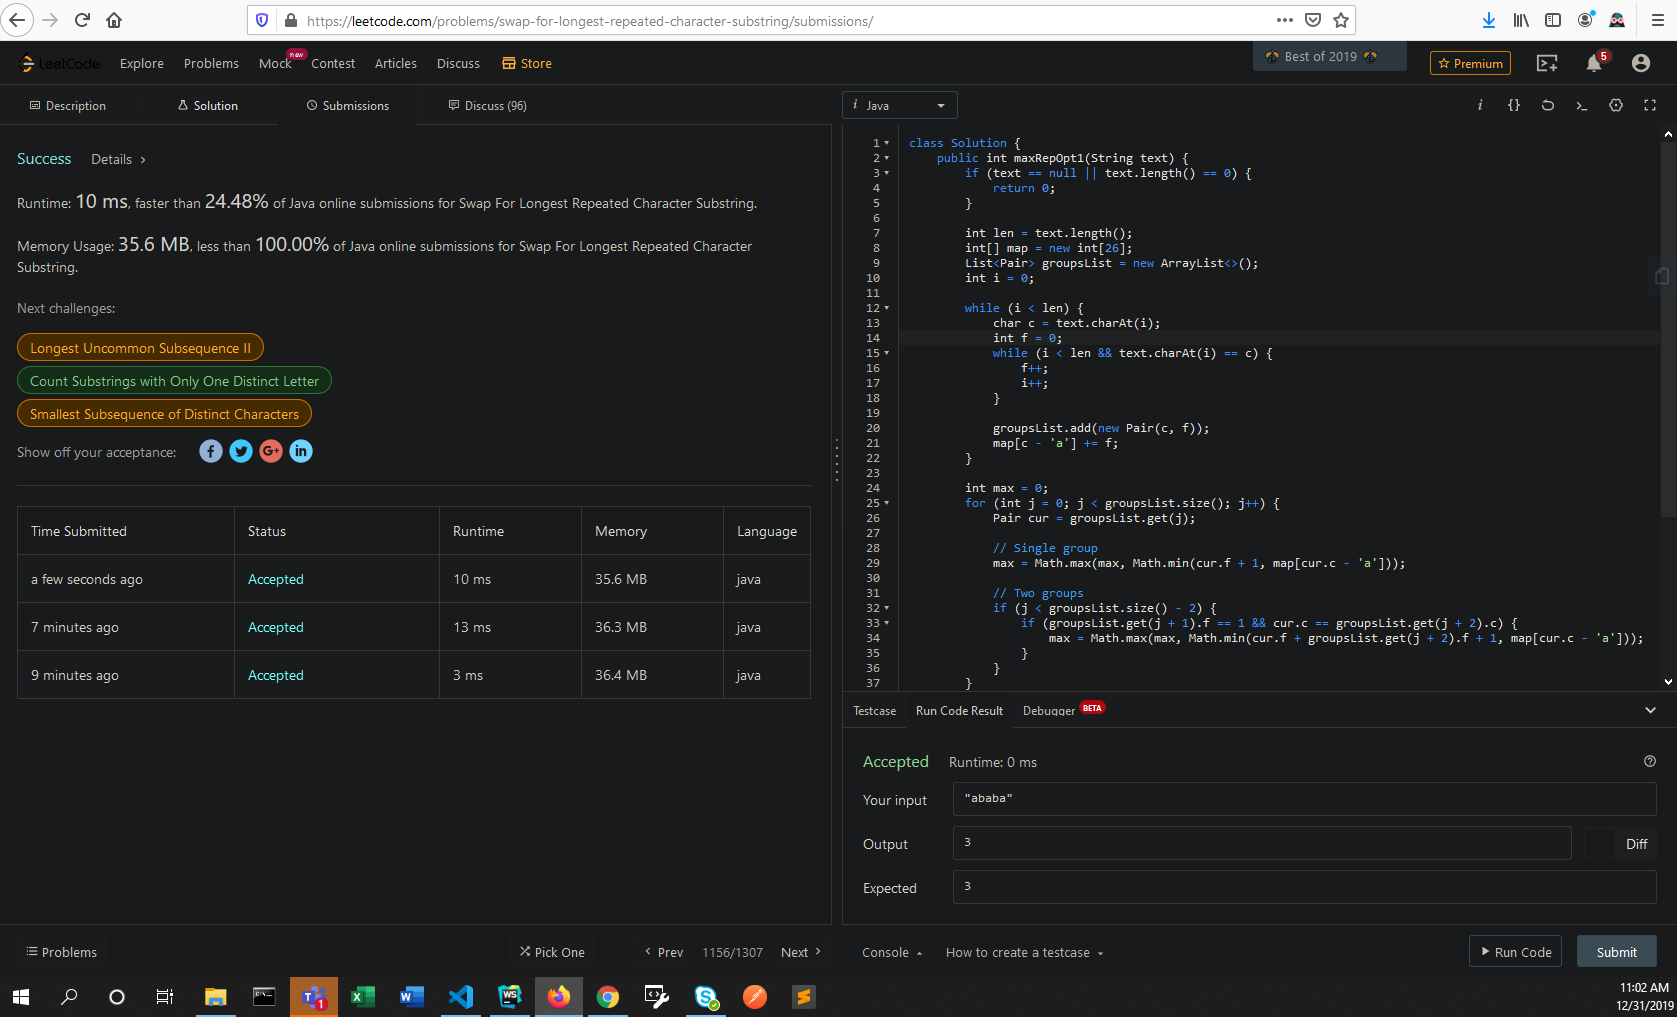 https://leetcode.com/problems/swap-for-longest-repeated-character-substring/submissions/
LeetCode
Explore
Problems
Mock
new
Contest
Articles
Discuss
Store
Best of 2019
Premium
5
Description
Solution
Submissions
Discuss (96)
Success
Details
Runtime: 10 ms, faster than 24.48% of Java online submissions for Swap For Longest Repeated Character Substring.
Memory Usage: 35.6 MB, less than 100.00% of Java online submissions for Swap For Longest Repeated Character
Substring.
Next challenges:
Longest Uncommon Subsequence II
Count Substrings with Only One Distinct Letter
Smallest Subsequence of Distinct Characters
Show off your acceptance:
Time Submitted Status Runtime Memory Language
a few seconds ago Accepted 10 ms 35.6 MB java
7 minutes ago Accepted 13 ms 36.3 MB java
9 minutes ago Accepted 3 ms 36.4 MB java
Problems
Pick One
Prev
1156/1307
Next
i Java
i {}
1 class Solution {
2 public int maxRepOpt1(String text) {
3 if (text == null || text.length() == 0) {
4 return 0;
5 }
6
7 int len = text.length();
8 int[] map = new int[26];
9 List<Pair> groupsList = new ArrayList<>();
10 int i = 0;
11
12 while (i < len) {
13 char c = text.charAt(i);
14 int f = 0;
15 while (i < len && text.charAt(i) == c) {
16 f++;
17 i++;
18 }
19
20 groupsList.add(new Pair(c, f));
21 map[c - 'a'] += f;
22 }
23
24 int max = 0;
25 for (int j = 0; j < groupsList.size(); j++) {
26 Pair cur = groupsList.get(j);
27
28 // Single group
29 max = Math.max(max, Math.min(cur.f + 1, map[cur.c - 'a']));
30
31 // Two groups
32 if (j < groupsList.size() - 2) {
33 if (groupsList.get(j + 1).f == 1 && cur.c == groupsList.get(j + 2).c) {
34 max = Math.max(max, Math.min(cur.f + groupsList.get(j + 2).f + 1, map[cur.c - 'a']));
35 }
36 }
37 }
Testcase
Run Code Result
Debugger BETA
Accepted Runtime: 0 ms
Your input "ababa"
Output 3 Diff
Expected 3
Console
How to create a testcase
Run Code
Submit
11:02 AM
12/31/2019